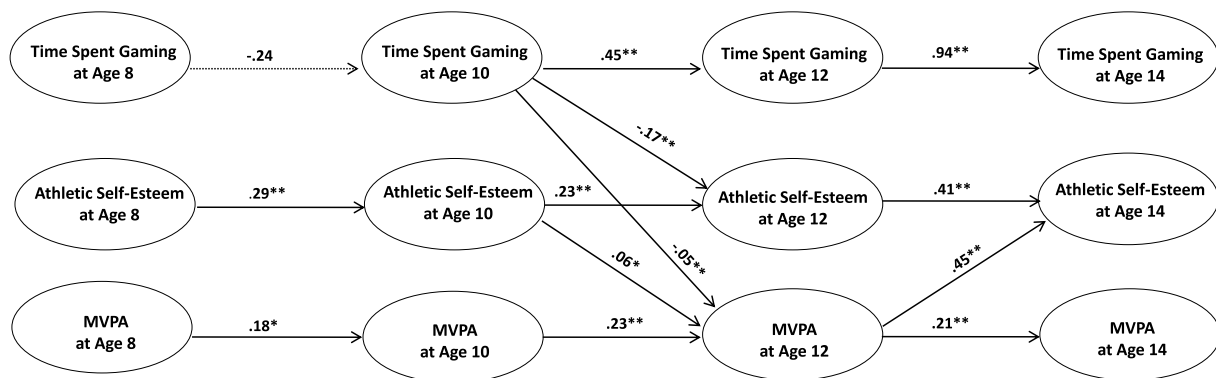 Time Spent Gaming
at Age 8
-.24
Time Spent Gaming
at Age 10
.45**
Time Spent Gaming
at Age 12
.94**
Time Spent Gaming
at Age 14
-.17**
Athletic Self-Esteem
at Age 8
.29**
Athletic Self-Esteem
at Age 10
.23**
Athletic Self-Esteem
at Age 12
.41**
Athletic Self-Esteem
at Age 14
.06*
-.05**
.45**
MVPA
at Age 8
.18*
MVPA
at Age 10
.23**
MVPA
at Age 12
.21**
MVPA
at Age 14